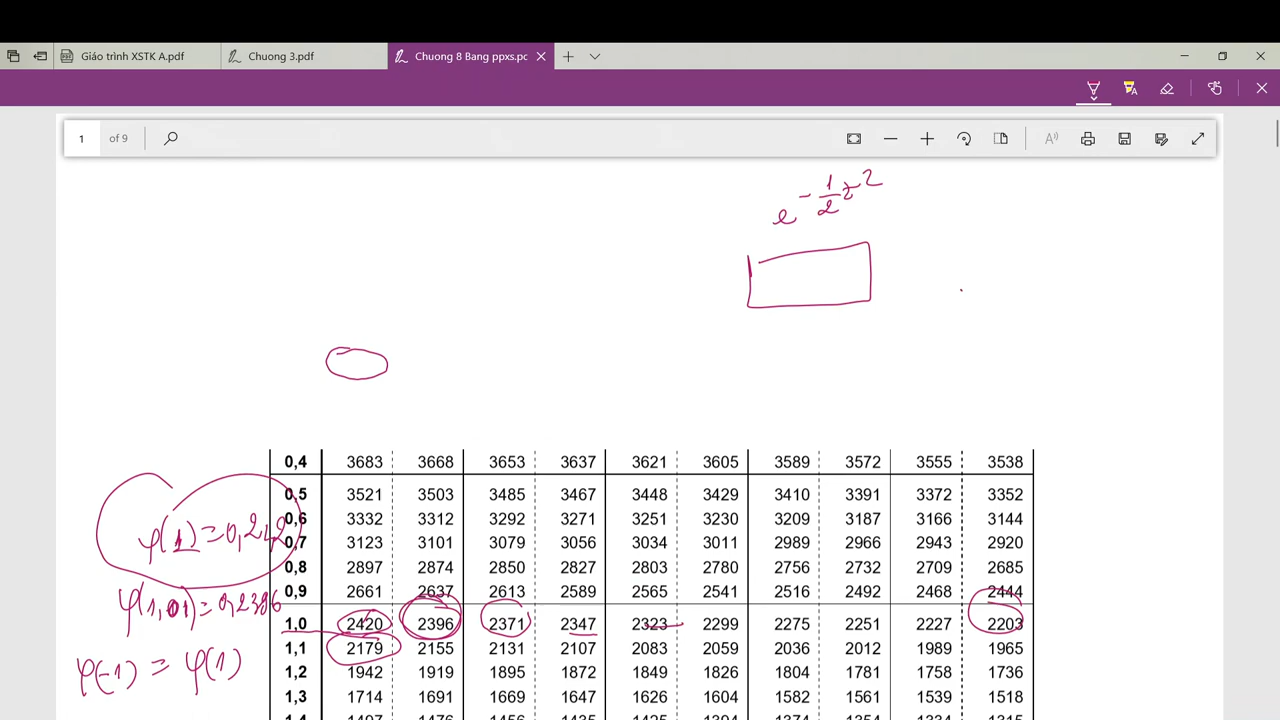 Giáo trình XSTK A.pdf Chuong 3.pdf Chuong 8 Bang ppxs.pc
1 of 9
e^{-\frac{1}{2}z^2}
0,4 3683 3668 3653 3637 3621 3605 3589 3572 3555 3538
0,5 3521 3503 3485 3467 3448 3429 3410 3391 3372 3352
0,6 3332 3312 3292 3271 3251 3230 3209 3187 3166 3144
φ(1)=0,242
0,7 3123 3101 3079 3056 3034 3011 2989 2966 2943 2920
0,8 2897 2874 2850 2827 2803 2780 2756 2732 2709 2685
0,9 2661 2637 2613 2589 2565 2541 2516 2492 2468 2444
φ(1,01)=0,2396
1,0 2420 2396 2371 2347 2323 2299 2275 2251 2227 2203
1,1 2179 2155 2131 2107 2083 2059 2036 2012 1989 1965
φ(-1) = φ(1)
1,2 1942 1919 1895 1872 1849 1826 1804 1781 1758 1736
1,3 1714 1691 1669 1647 1626 1604 1582 1561 1539 1518